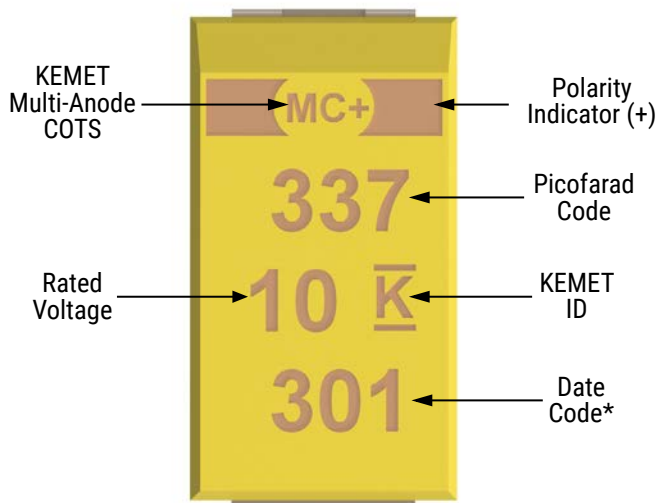 KEMET
Multi-Anode
COTS
MC+
Polarity
Indicator (+)
337
Picofarad
Code
Rated
Voltage
10 K
KEMET
ID
301
Date
Code*